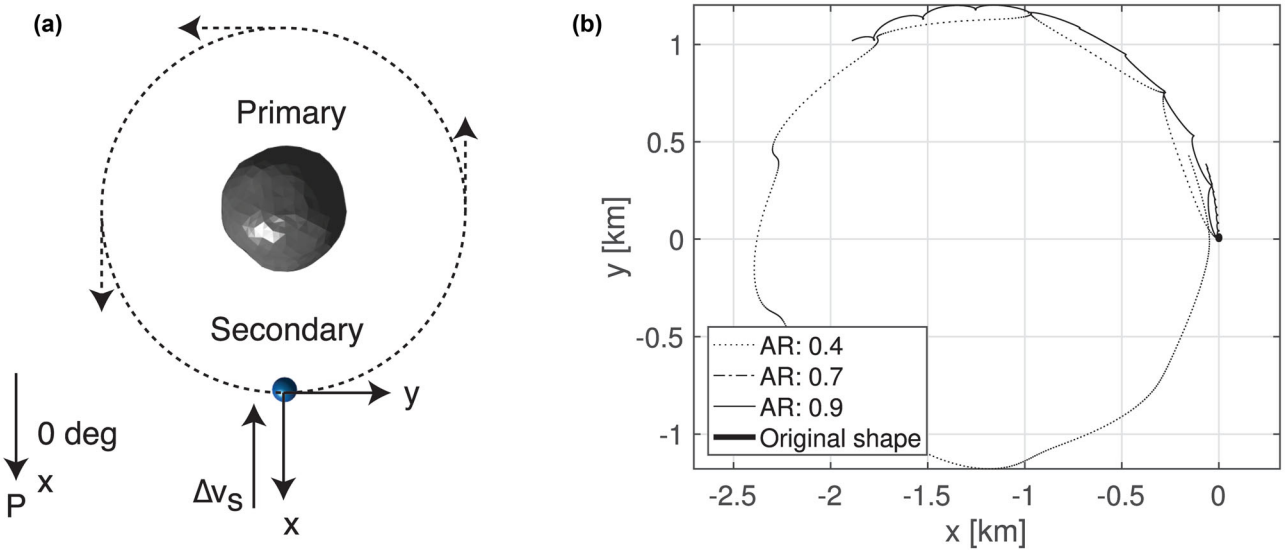 (a)
Primary
Secondary
y
0 deg
x
P
Δvs
x
(b)
1
0.5
0
-0.5
-1
y [km]
AR: 0.4
AR: 0.7
AR: 0.9
Original shape
-2.5 -2 -1.5 -1 -0.5 0
x [km]